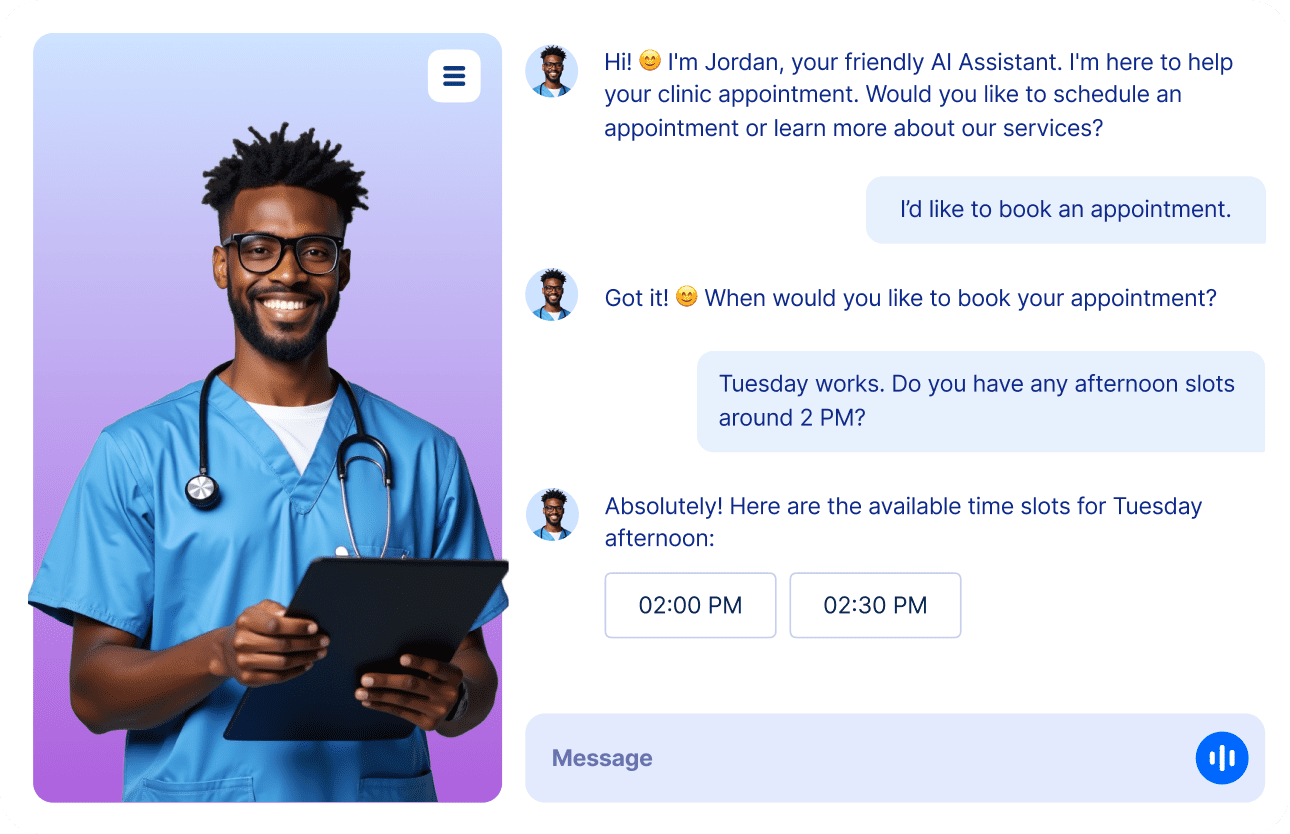 Hi! 😊 I'm Jordan, your friendly AI Assistant. I'm here to help
your clinic appointment. Would you like to schedule an
appointment or learn more about our services?
I’d like to book an appointment.
Got it! 😊 When would you like to book your appointment?
Tuesday works. Do you have any afternoon slots
around 2 PM?
Absolutely! Here are the available time slots for Tuesday
afternoon:
02:00 PM
02:30 PM
Message